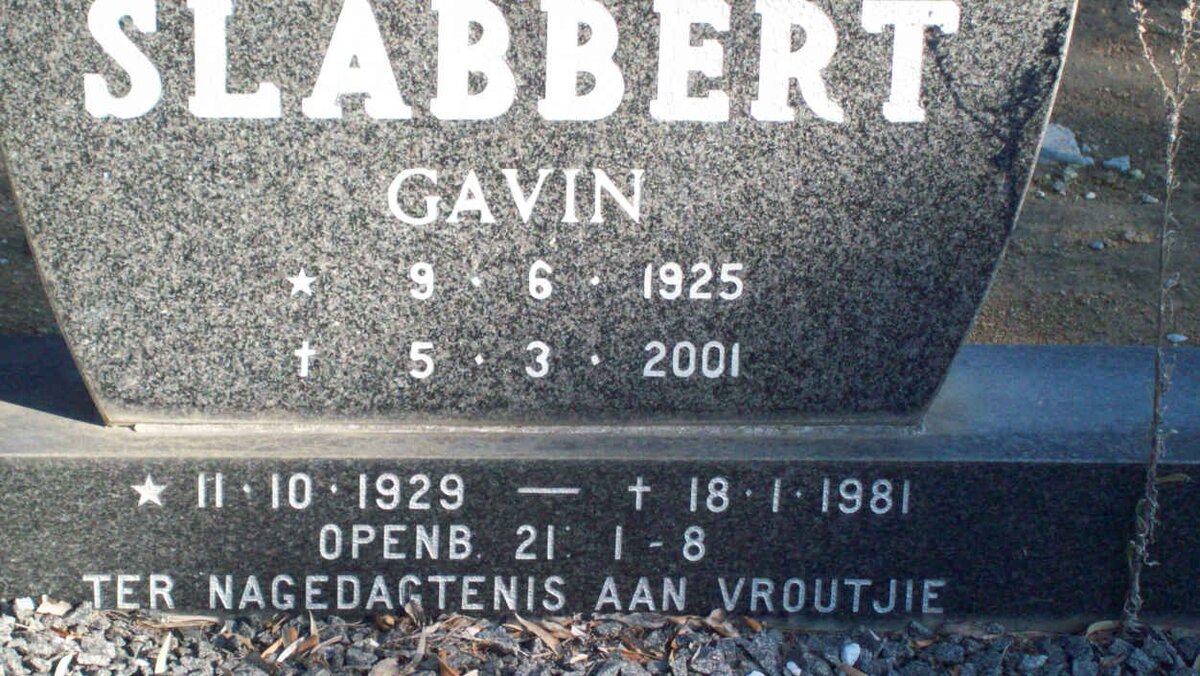 SLABBERT
GAVIN
★ 9 · 6 · 1925
✝ 5 · 3 · 2001
★ 11 · 10 · 1929 — ✝ 18 · 1 · 1981
OPENB. 21: 1-8
TER NAGEDAGTENIS AAN VROUTJIE